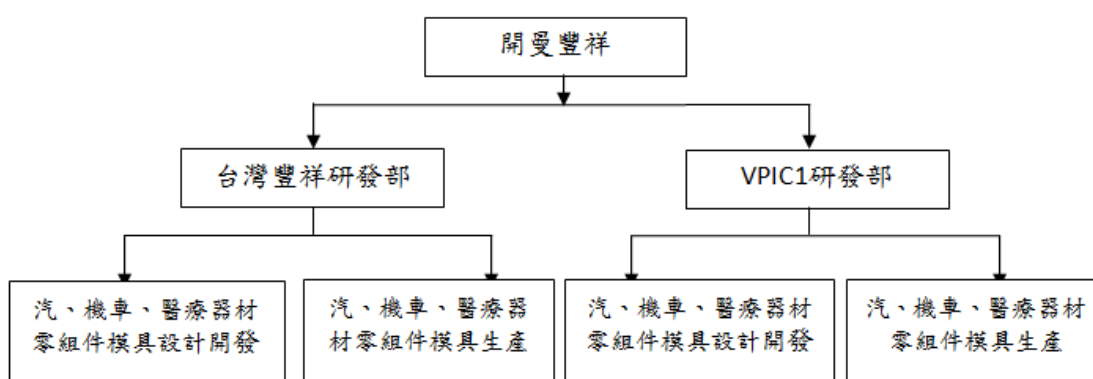 開曼豐祥
台灣豐祥研發部
VPIC1研發部
汽、機車、醫療器材
零組件模具設計開發
汽、機車、醫療器
材零組件模具生產
汽、機車、醫療器材
零組件模具設計開發
汽、機車、醫療器材
零組件模具生產